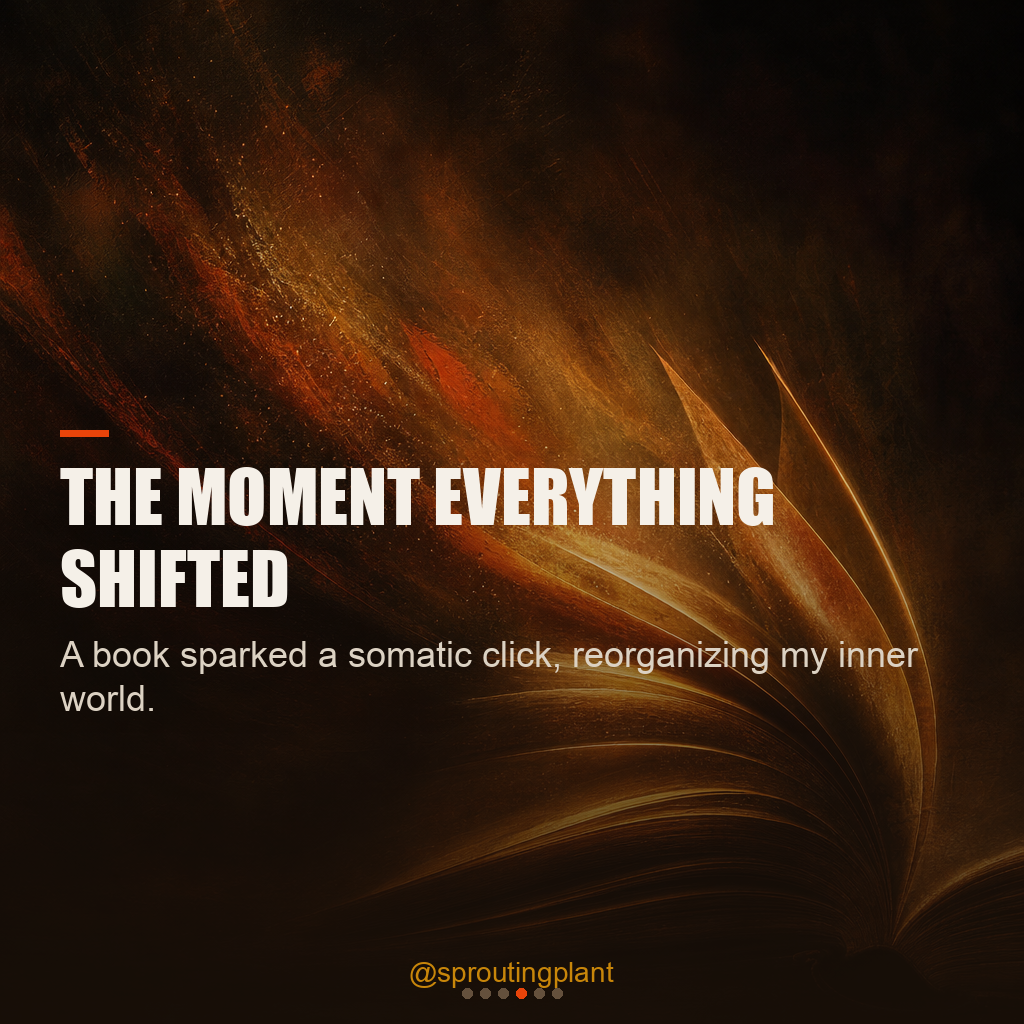 THE MOMENT EVERYTHING
SHIFTED
A book sparked a somatic click, reorganizing my inner
world.
@sproutingplant